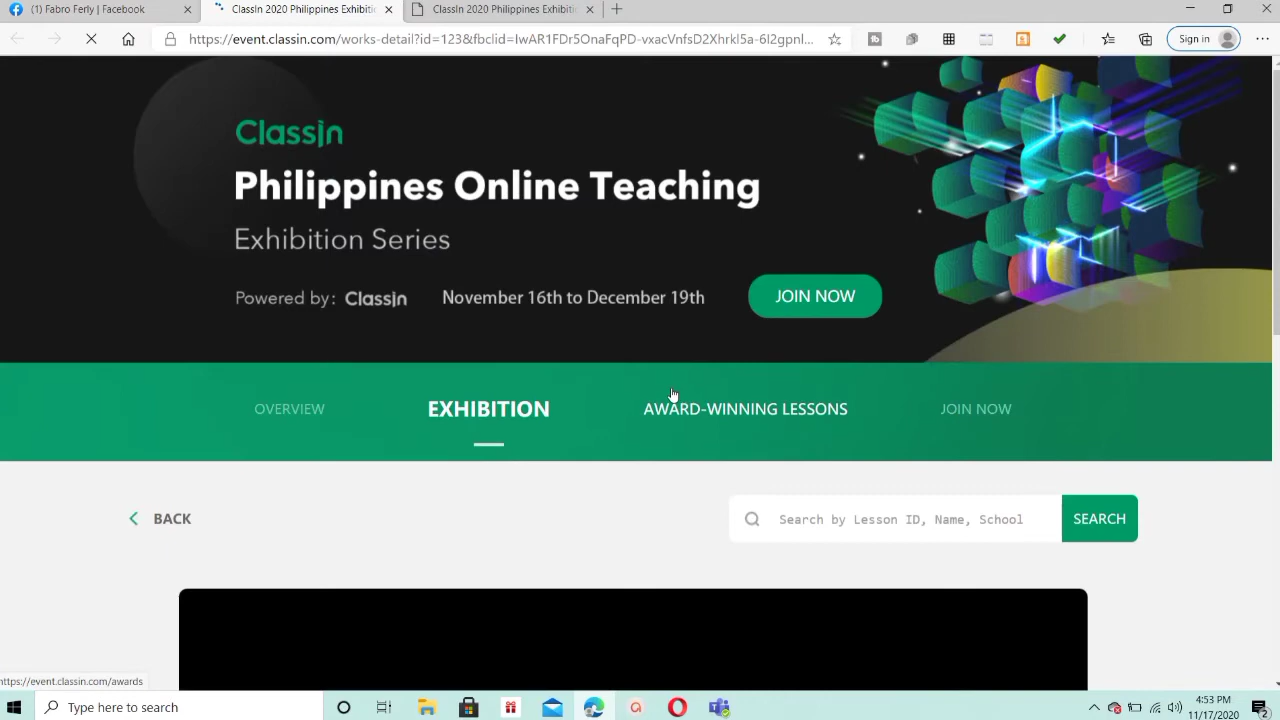 (1) Fabro Ferly | Facebook
ClassIn 2020 Philippines Exhibiti
ClassIn 2020 Philippines Exhibiti
https://event.classin.com/works-detail?id=123&fbclid=IwAR1FDr5OnaFqPD-vxacVnfsD2Xhrkl5a-6I2gpnl...
Sign in
ClassIn
Philippines Online Teaching
Exhibition Series
Powered by: ClassIn
November 16th to December 19th
JOIN NOW
OVERVIEW
EXHIBITION
AWARD-WINNING LESSONS
JOIN NOW
BACK
Search by Lesson ID, Name, School
SEARCH
https://event.classin.com/awards
Type here to search
4:53 PM
11/17/2020
2